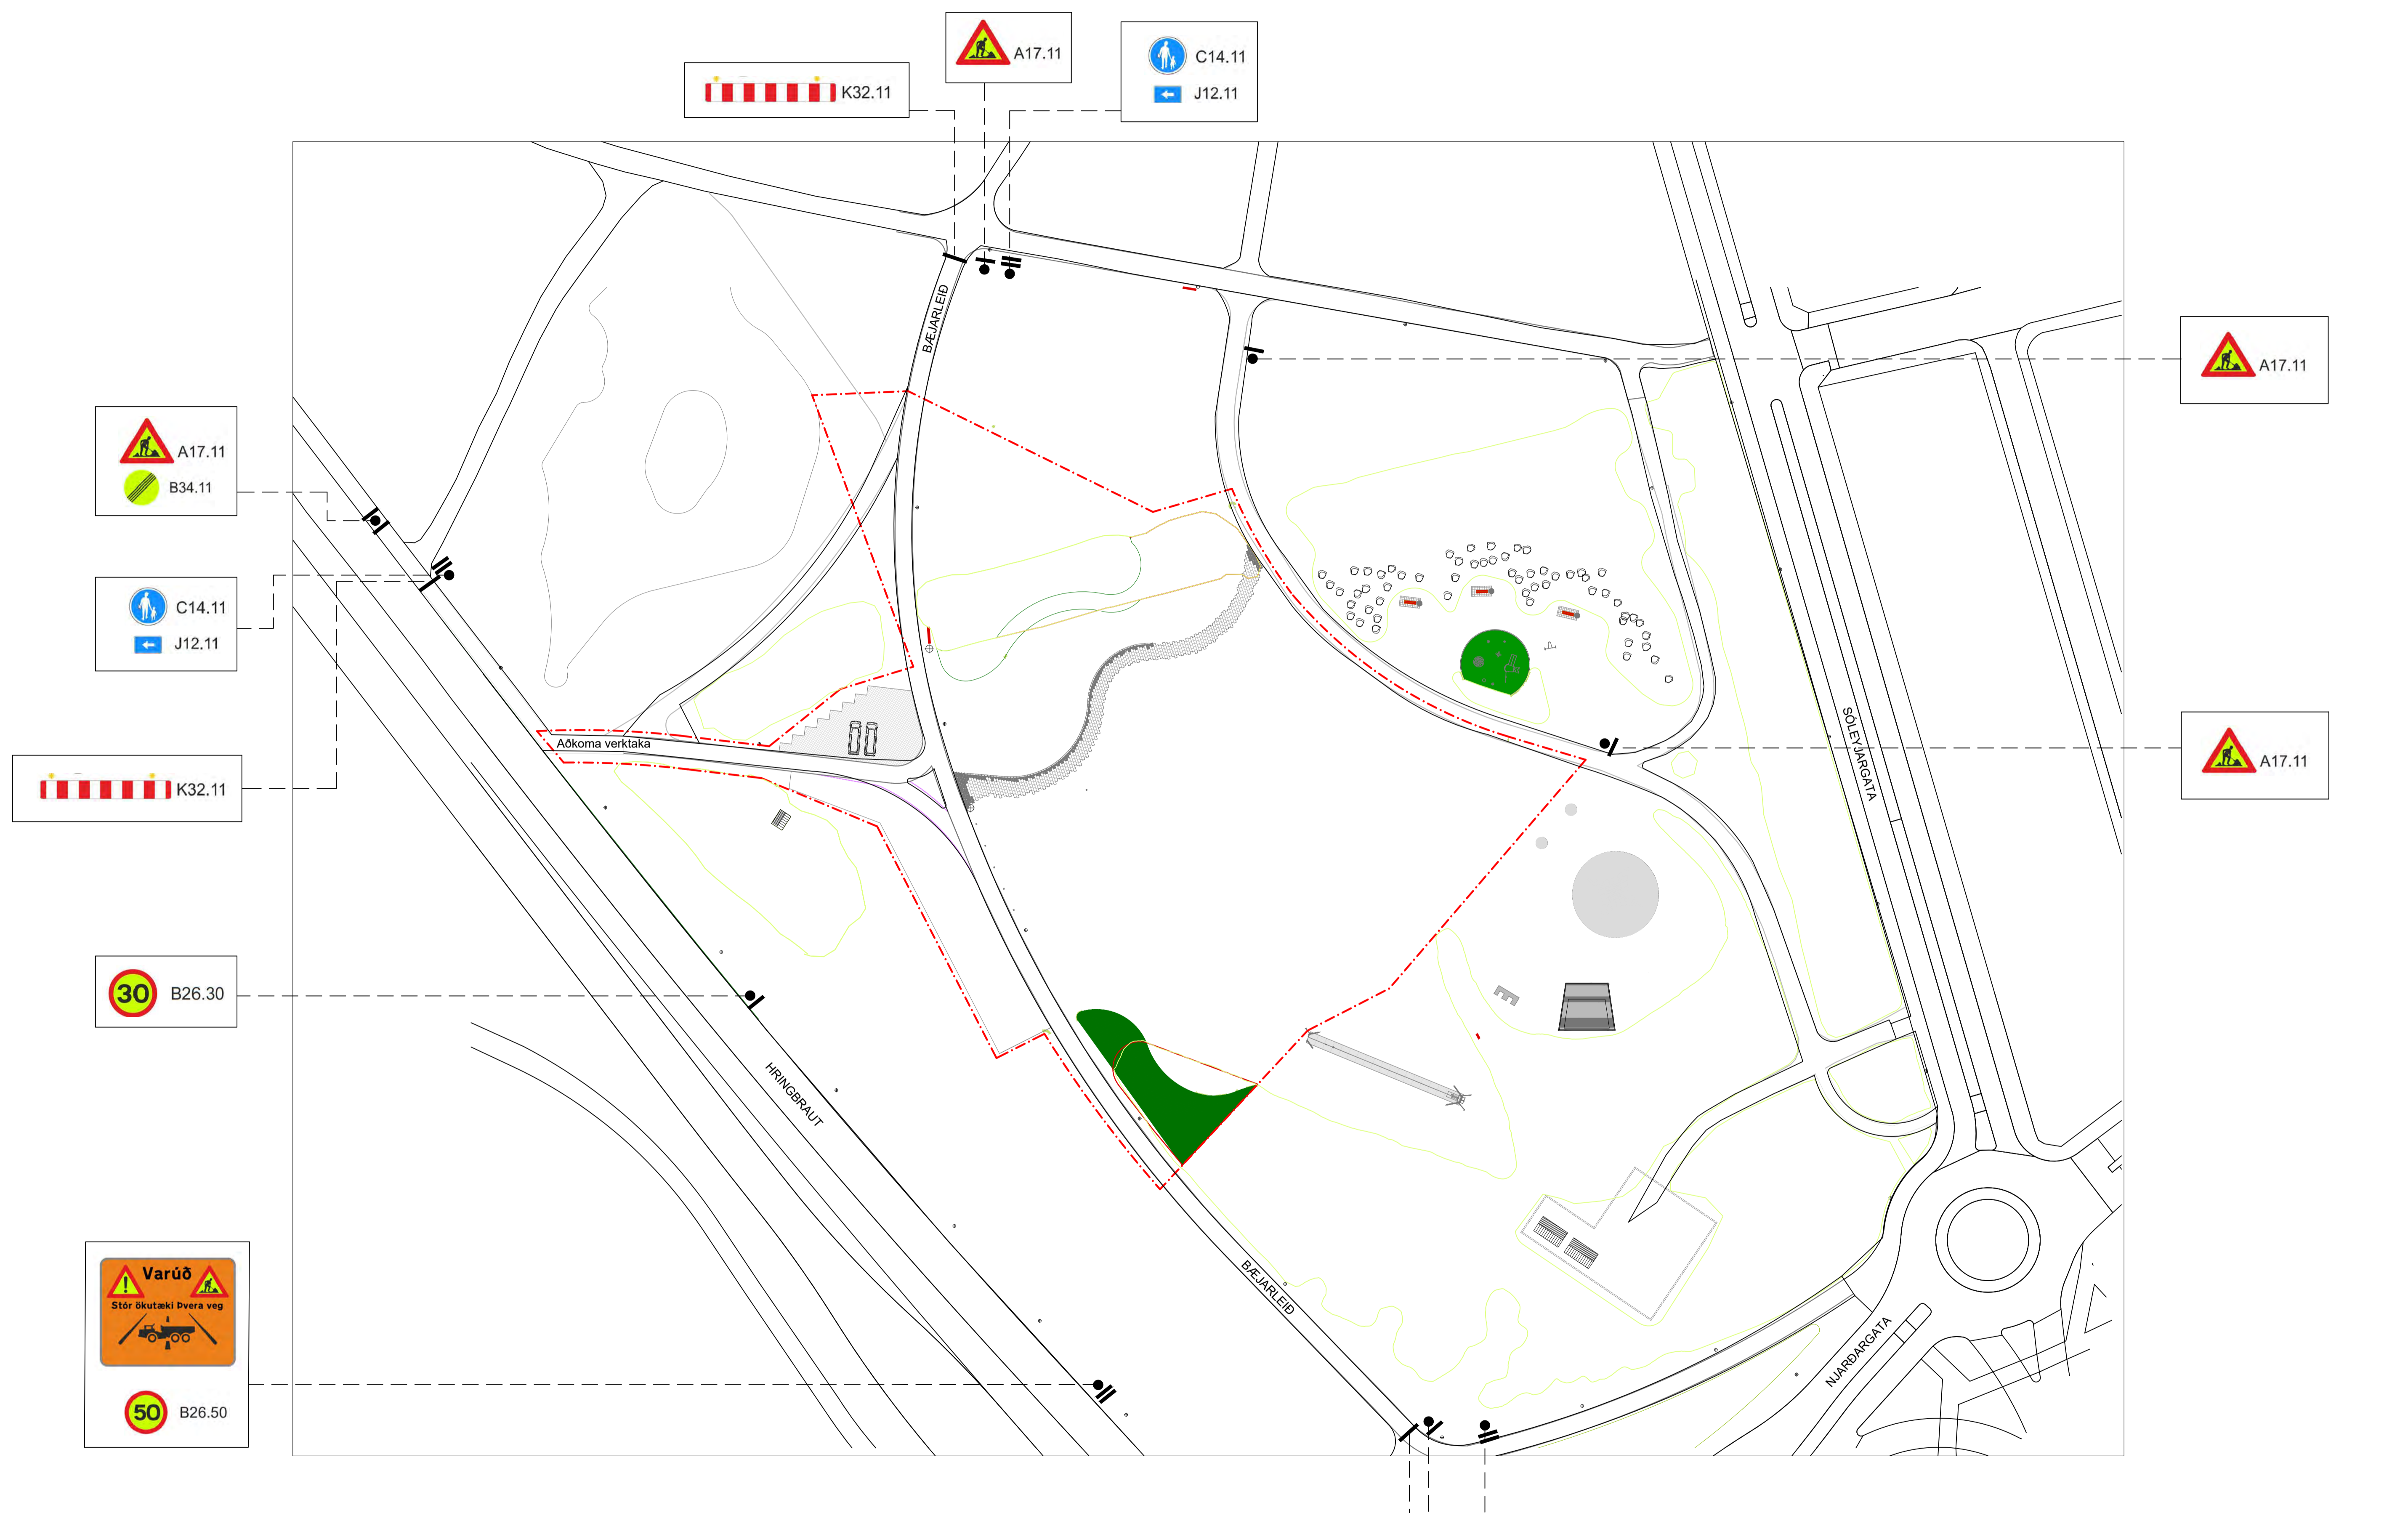 A17.11
C14.11
J12.11
K32.11
BÆJARLEIÐ
A17.11
A17.11
B34.11
C14.11
J12.11
K32.11
Aðkoma verktaka
SÓLEYJARGATA
A17.11
30 B26.30
HRINGBRAUT
Varúð
Stór ökutæki Þvera veg
50 B26.50
BÆJARLEIÐ
NJARÐARGATA